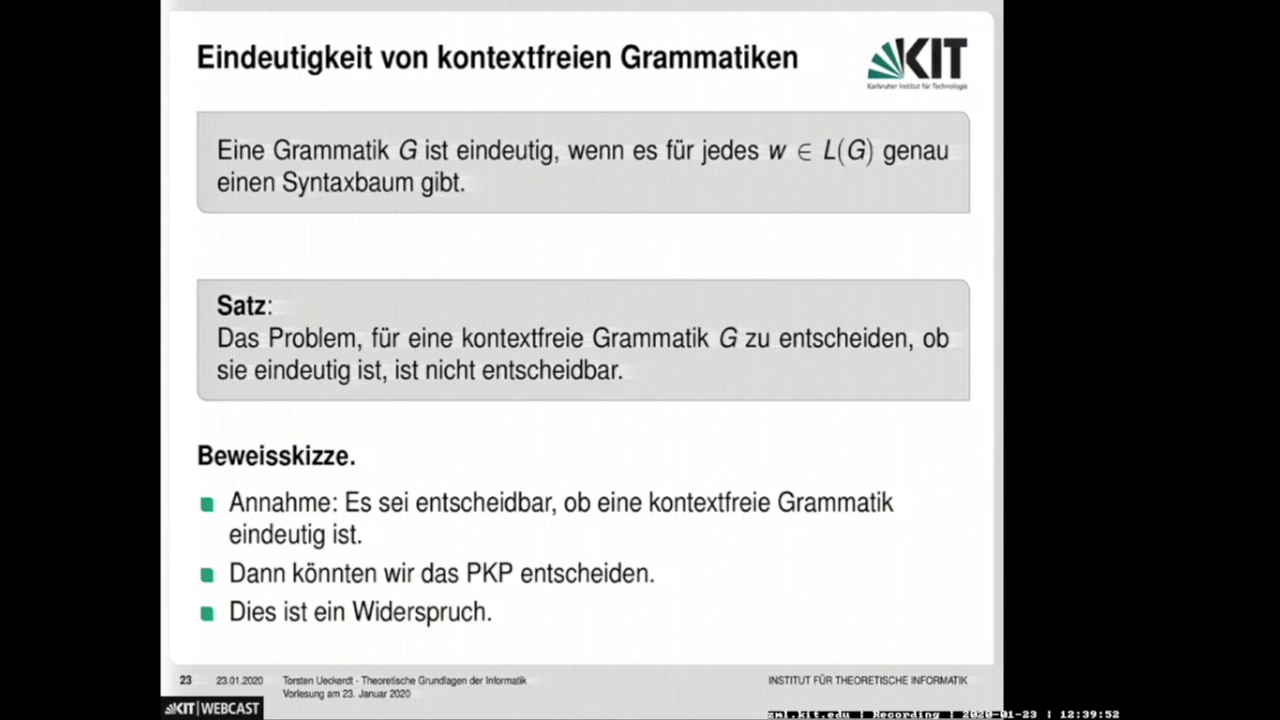 Eindeutigkeit von kontextfreien Grammatiken
KIT
Karlsruher Institut für Technologie
Eine Grammatik G ist eindeutig, wenn es für jedes w ∈ L(G) genau
einen Syntaxbaum gibt.
Satz:
Das Problem, für eine kontextfreie Grammatik G zu entscheiden, ob
sie eindeutig ist, ist nicht entscheidbar.
Beweisskizze.
Annahme: Es sei entscheidbar, ob eine kontextfreie Grammatik
eindeutig ist.
Dann könnten wir das PKP entscheiden.
Dies ist ein Widerspruch.
23 23.01.2020 Torsten Ueckerdt - Theoretische Grundlagen der Informatik INSTITUT FÜR THEORETISCHE INFORMATIK
Vorlesung am 23. Januar 2020
KIT | WEBCAST
zml.kit.edu | Recording | 2020-01-23 | 12:39:52